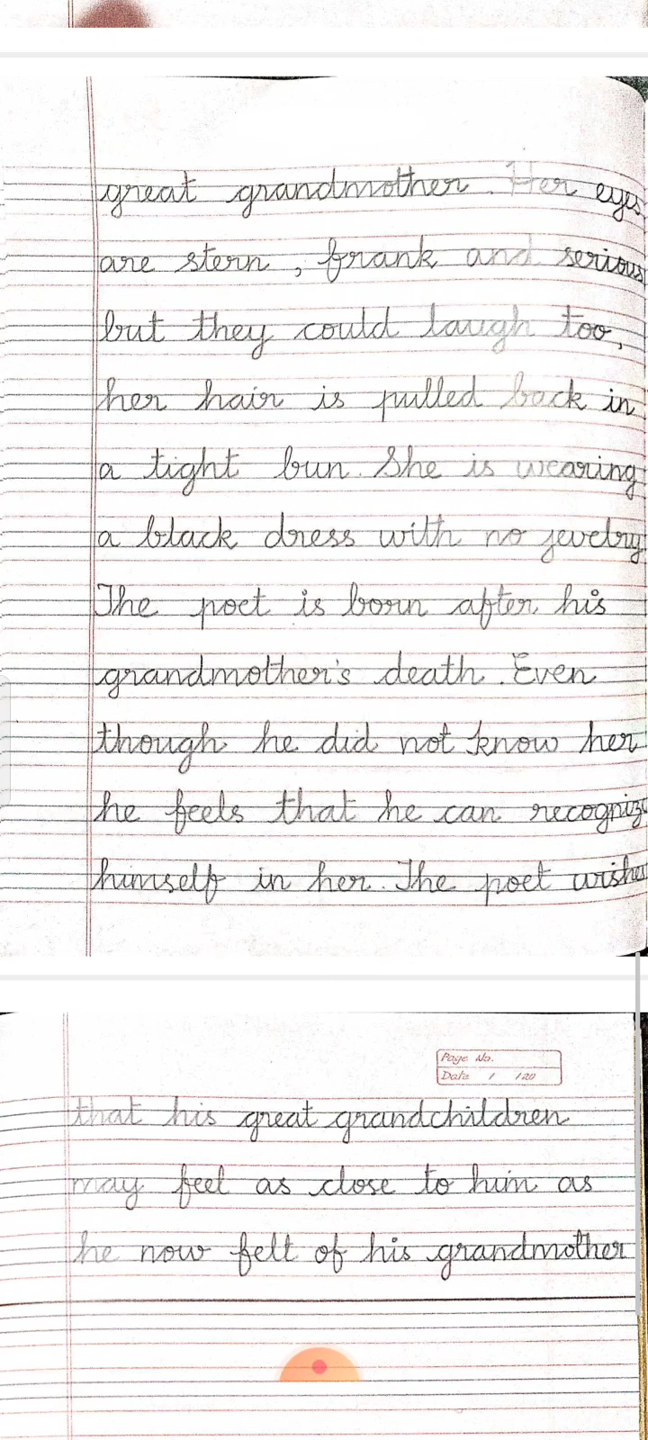 great grandmother. Her eyes
are stern, frank and serious
but they could laugh too,
her hair is pulled back in
a tight bun. She is wearing
a black dress with no jewelry
The poet is born after his
grandmother's death. Even
though he did not know her
he feels that he can recognize
himself in her. The poet wishes
Page No.
Date / /20
that his great grandchildren
may feel as close to him as
he now felt of his grandmother